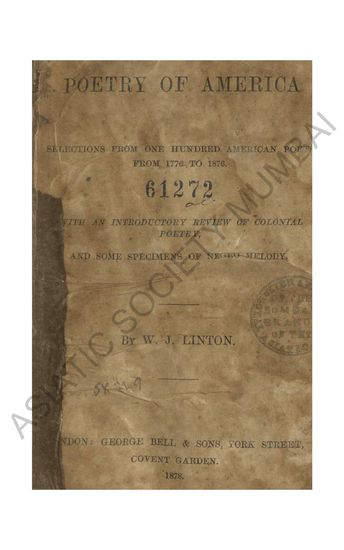 POETRY OF AMERICA
SELECTIONS FROM ONE HUNDRED AMERICAN
FROM 1776 TO 1876.
61272
WITH AN INTRODUCTORY REVIEW OF COLONIAL
POETRY,
AND SOME SPECIMENS OF NEGRO MELODY,
BY W. J. LINTON.
GEORGE BELL & SONS, YORK STREET,
COVENT GARDEN.
1878.
ASIATIC SOCIETY MUMBAI